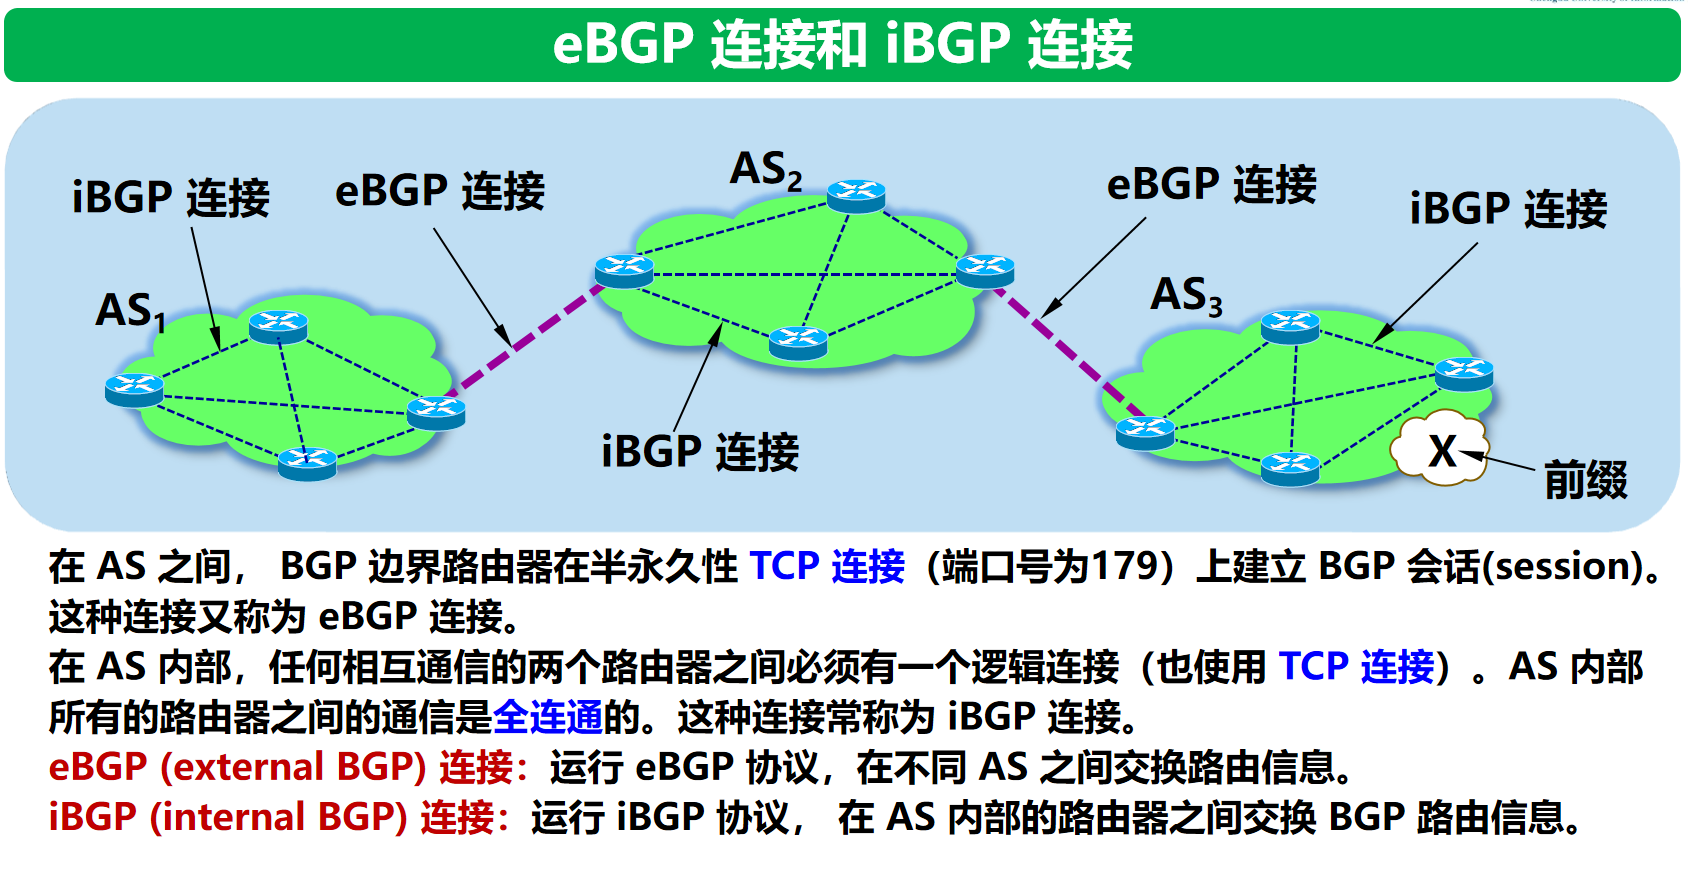 eBGP 连接和 iBGP 连接
iBGP 连接
eBGP 连接
AS2
eBGP 连接
iBGP 连接
AS1
AS3
iBGP 连接
X
前缀
在 AS 之间， BGP 边界路由器在半永久性 TCP 连接（端口号为179）上建立 BGP 会话(session)。
这种连接又称为 eBGP 连接。
在 AS 内部，任何相互通信的两个路由器之间必须有一个逻辑连接（也使用 TCP 连接）。AS 内部
所有的路由器之间的通信是全连通的。这种连接常称为 iBGP 连接。
eBGP (external BGP) 连接：运行 eBGP 协议，在不同 AS 之间交换路由信息。
iBGP (internal BGP) 连接：运行 iBGP 协议， 在 AS 内部的路由器之间交换 BGP 路由信息。